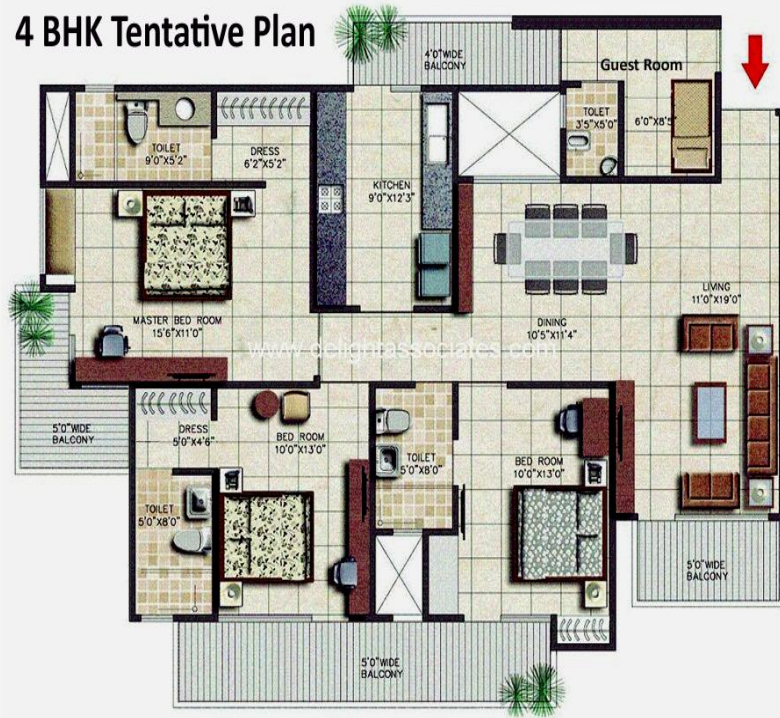 4 BHK Tentative Plan
4'0"WIDE
BALCONY
Guest Room
TOILET
9'0"X5'2"
DRESS
6'2"X5'2"
TOLET
3'5"X5'0"
6'0"X8'5"
KITCHEN
9'0"X12'3"
MASTER BED ROOM
15'6"X11'0"
DINING
10'5"X11'4"
LIVING
11'0"X19'0"
www.delightassociates.com
5'0"WIDE
BALCONY
DRESS
5'0"X4'6"
BED ROOM
10'0"X13'0"
TOILET
5'0"X8'0"
BED ROOM
10'0"X13'0"
TOILET
5'0"X8'0"
5'0"WIDE
BALCONY
5'0"WIDE
BALCONY